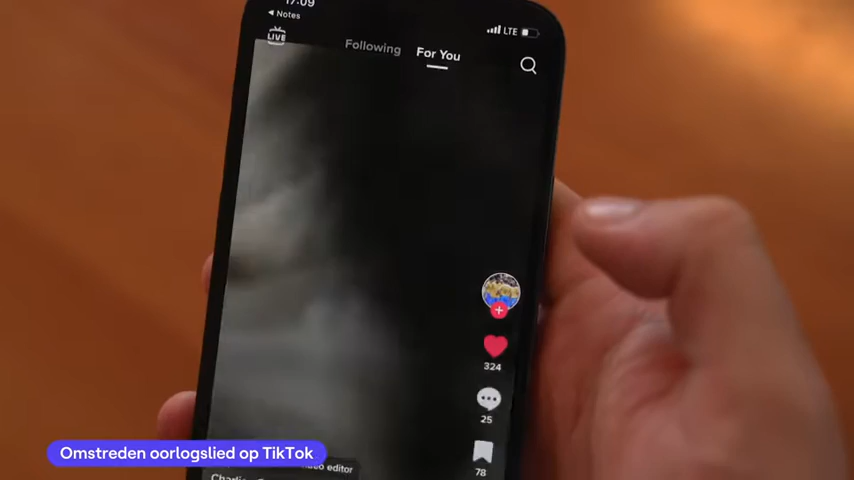 17:09
◀ Notes
LTE
LIVE
Following
For You
324
25
78
video editor
Omstreden oorlogslied op TikTok